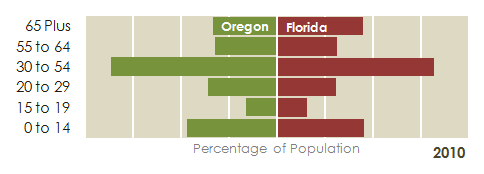 65 Plus Oregon Florida
55 to 64
30 to 54
20 to 29
15 to 19
0 to 14
Percentage of Population
2010